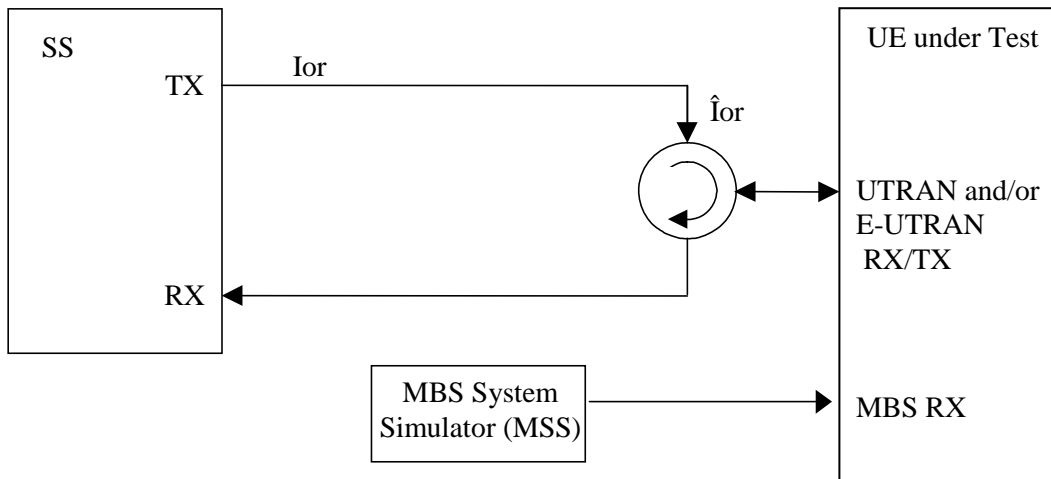 SS
TX
RX
Ior
Îor
UE under Test
UTRAN and/or
E-UTRAN
RX/TX
MBS System
Simulator (MSS)
MBS RX